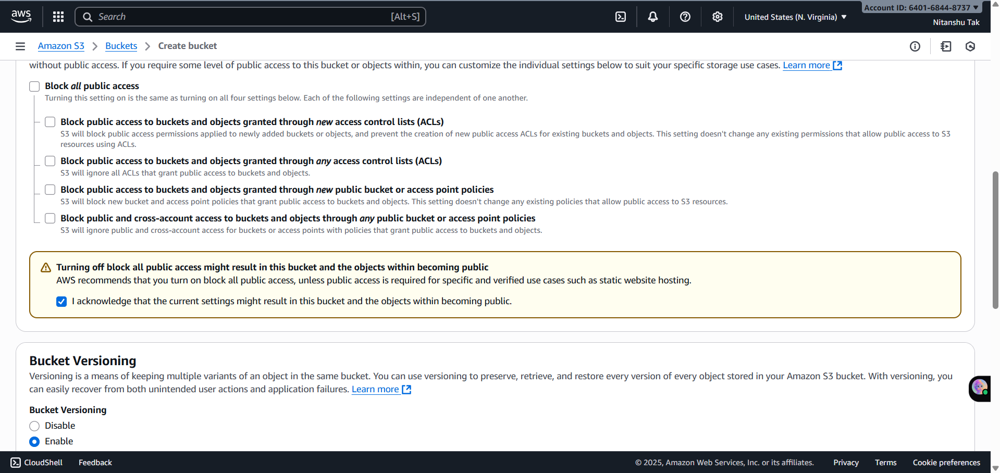 aws
Search
[Alt+S]
United States (N. Virginia) ▼
Account ID: 6401-6844-8737 ▼
Nitanshu Tak
Amazon S3 > Buckets > Create bucket
without public access. If you require some level of public access to this bucket or objects within, you can customize the individual settings below to suit your specific storage use cases. Learn more
Block all public access
Turning this setting on is the same as turning on all four settings below. Each of the following settings are independent of one another.
Block public access to buckets and objects granted through new access control lists (ACLs)
S3 will block public access permissions applied to newly added buckets or objects, and prevent the creation of new public access ACLs for existing buckets and objects. This setting doesn't change any existing permissions that allow public access to S3
resources using ACLs.
Block public access to buckets and objects granted through any access control lists (ACLs)
S3 will ignore all ACLs that grant public access to buckets and objects.
Block public access to buckets and objects granted through new public bucket or access point policies
S3 will block new bucket and access point policies that grant public access to buckets and objects. This setting doesn't change any existing policies that allow public access to S3 resources.
Block public and cross-account access to buckets and objects through any public bucket or access point policies
S3 will ignore public and cross-account access for buckets or access points with policies that grant public access to buckets and objects.
Turning off block all public access might result in this bucket and the objects within becoming public
AWS recommends that you turn on block all public access, unless public access is required for specific and verified use cases such as static website hosting.
I acknowledge that the current settings might result in this bucket and the objects within becoming public.
Bucket Versioning
Versioning is a means of keeping multiple variants of an object in the same bucket. You can use versioning to preserve, retrieve, and restore every version of every object stored in your Amazon S3 bucket. With versioning, you
can easily recover from both unintended user actions and application failures. Learn more
Bucket Versioning
Disable
Enable
CloudShell
Feedback
© 2025, Amazon Web Services, Inc. or its affiliates.
Privacy
Terms
Cookie preferences